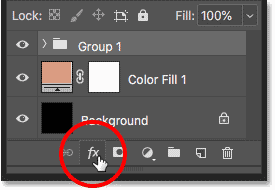 Lock: Fill: 100%
Group 1
Color Fill 1
Background
fx